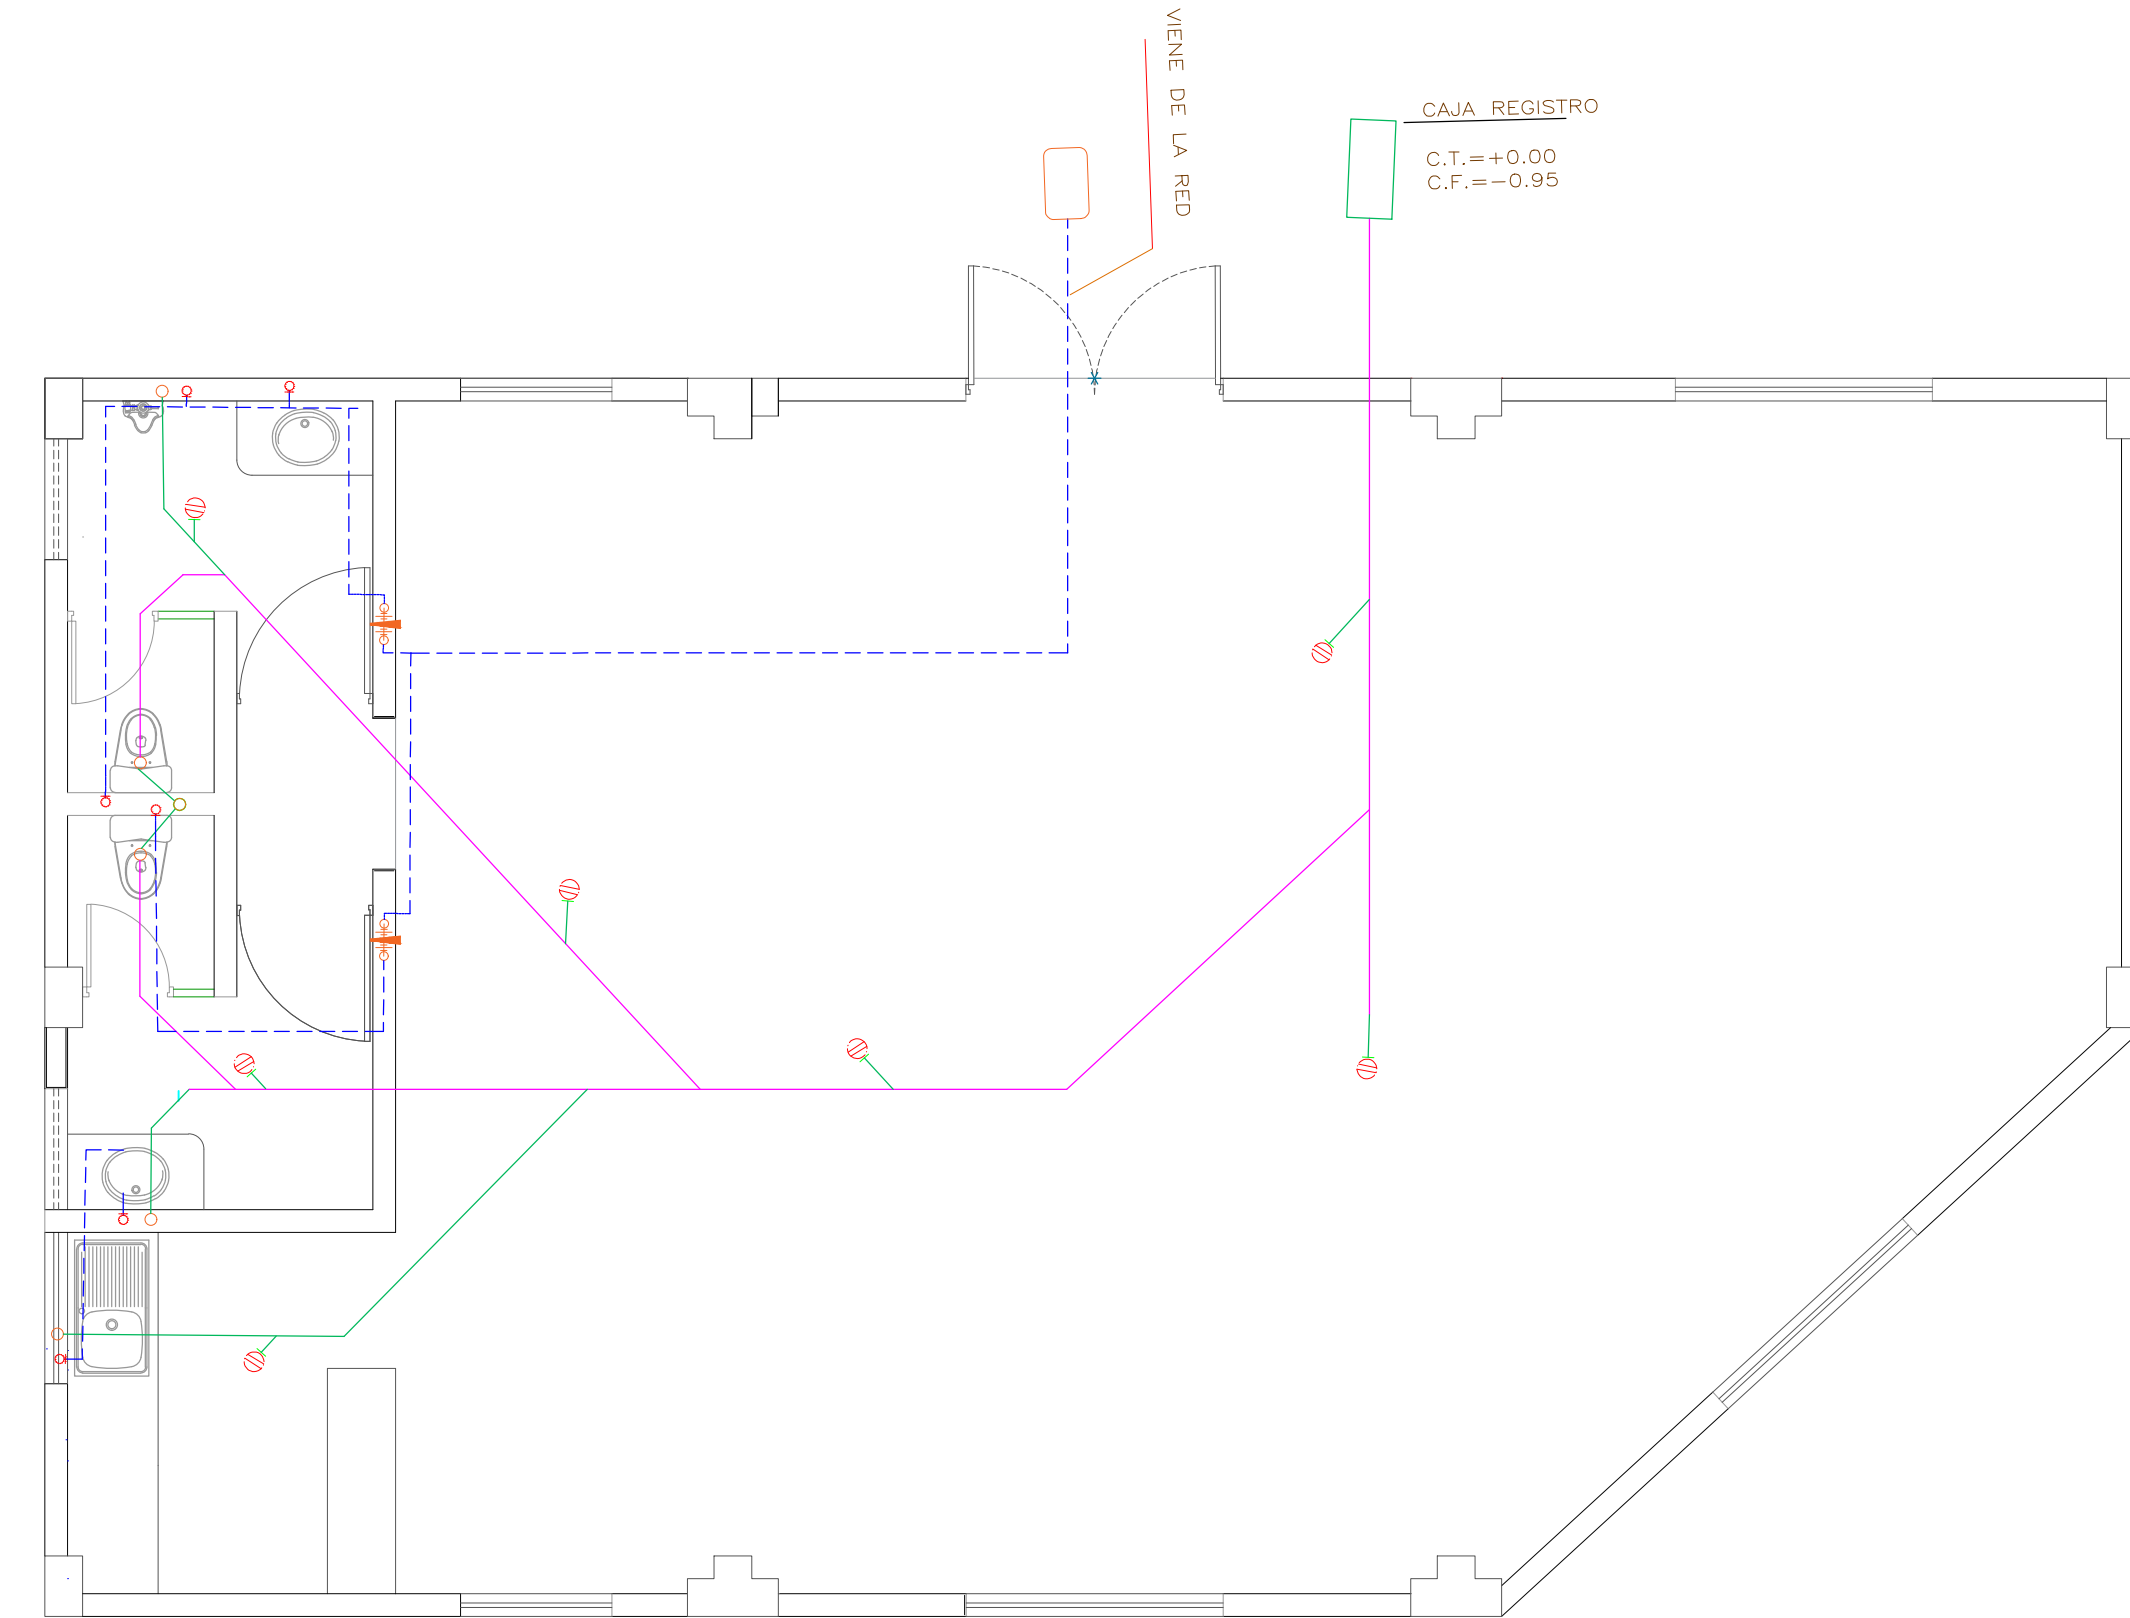 VIENE DE LA RED
CAJA REGISTRO
C.T.=+0.00
C.F.=-0.95